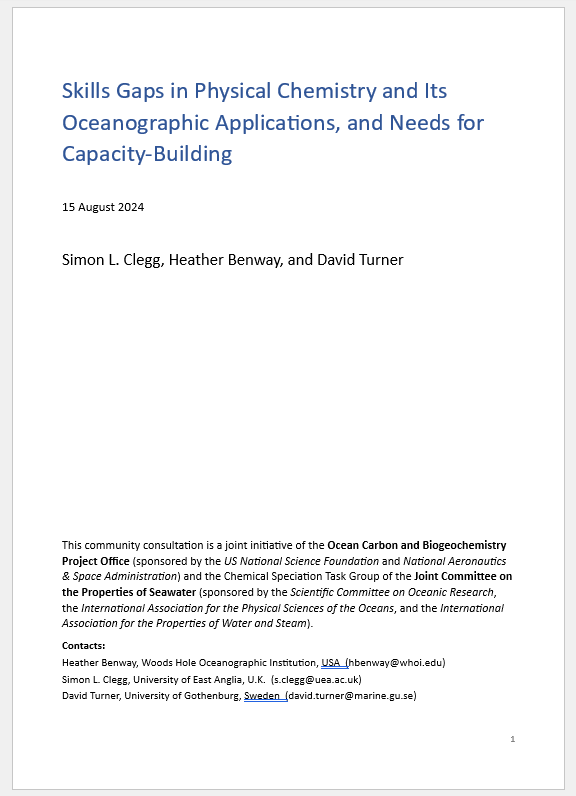 Skills Gaps in Physical Chemistry and Its
Oceanographic Applications, and Needs for
Capacity-Building
15 August 2024
Simon L. Clegg, Heather Benway, and David Turner
This community consultation is a joint initiative of the Ocean Carbon and Biogeochemistry
Project Office (sponsored by the US National Science Foundation and National Aeronautics
& Space Administration) and the Chemical Speciation Task Group of the Joint Committee on
the Properties of Seawater (sponsored by the Scientific Committee on Oceanic Research,
the International Association for the Physical Sciences of the Oceans, and the International
Association for the Properties of Water and Steam).
Contacts:
Heather Benway, Woods Hole Oceanographic Institution, USA (hbenway@whoi.edu)
Simon L. Clegg, University of East Anglia, U.K. (s.clegg@uea.ac.uk)
David Turner, University of Gothenburg, Sweden (david.turner@marine.gu.se)
1